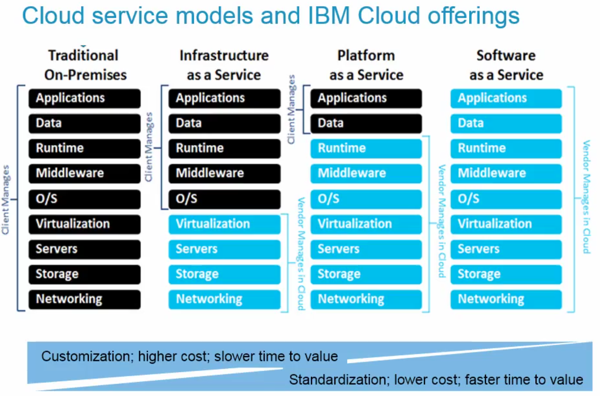 Cloud service models and IBM Cloud offerings
Traditional
On-Premises
Client Manages
Applications
Data
Runtime
Middleware
O/S
Virtualization
Servers
Storage
Networking
Infrastructure
as a Service
Client Manages
Applications
Data
Runtime
Middleware
O/S
Virtualization
Servers
Storage
Networking
Vendor Manages in Cloud
Platform
as a Service
Client Manages
Applications
Data
Runtime
Middleware
O/S
Virtualization
Servers
Storage
Networking
Vendor Manages in Cloud
Software
as a Service
Applications
Data
Runtime
Middleware
O/S
Virtualization
Servers
Storage
Networking
Vendor Manages in Cloud
Customization; higher cost; slower time to value
Standardization; lower cost; faster time to value